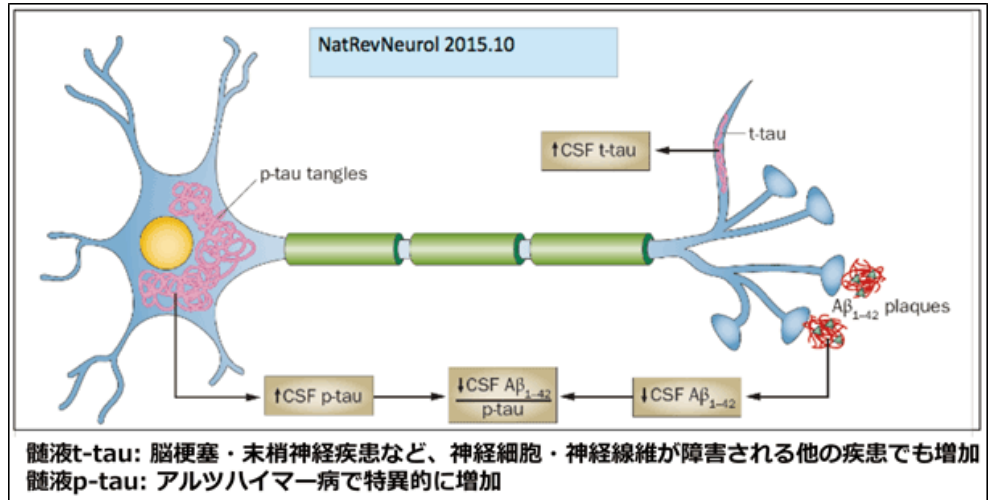 NatRevNeurol 2015.10
t-tau
↑CSF t-tau
p-tau tangles
Aβ₁₋₄₂ plaques
↑CSF p-tau
↓CSF Aβ₁₋₄₂
p-tau
↓CSF Aβ₁₋₄₂
髄液t-tau: 脳梗塞・末梢神経疾患など、神経細胞・神経線維が障害される他の疾患でも増加
髄液p-tau: アルツハイマー病で特異的に増加